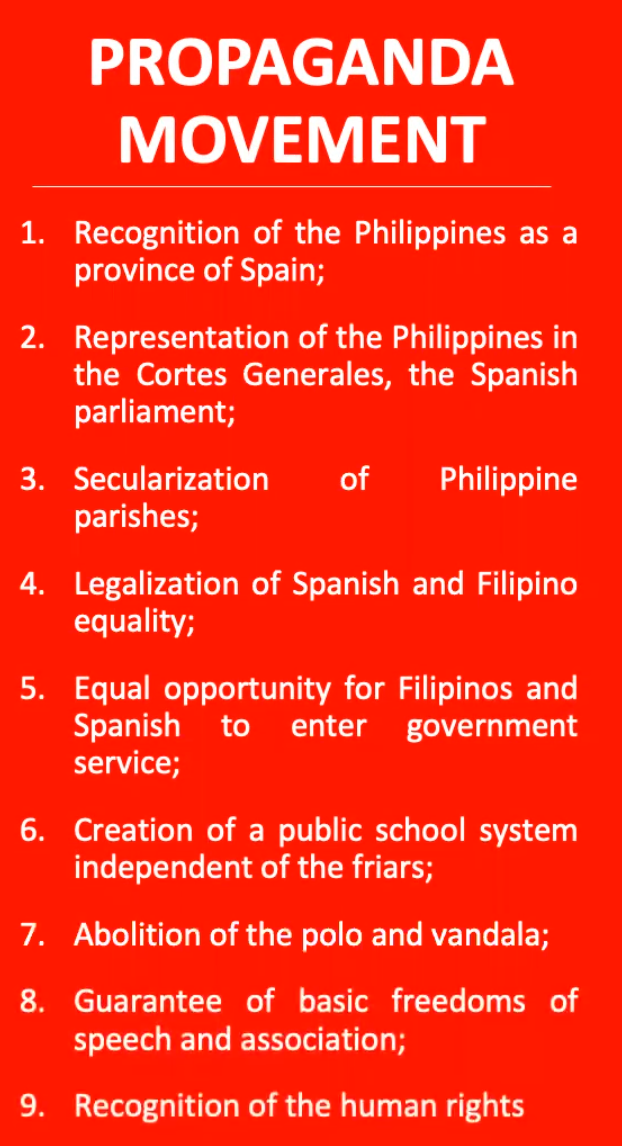 PROPAGANDA
MOVEMENT
1. Recognition of the Philippines as a
province of Spain;
2. Representation of the Philippines in
the Cortes Generales, the Spanish
parliament;
3. Secularization of Philippine
parishes;
4. Legalization of Spanish and Filipino
equality;
5. Equal opportunity for Filipinos and
Spanish to enter government
service;
6. Creation of a public school system
independent of the friars;
7. Abolition of the polo and vandala;
8. Guarantee of basic freedoms of
speech and association;
9. Recognition of the human rights